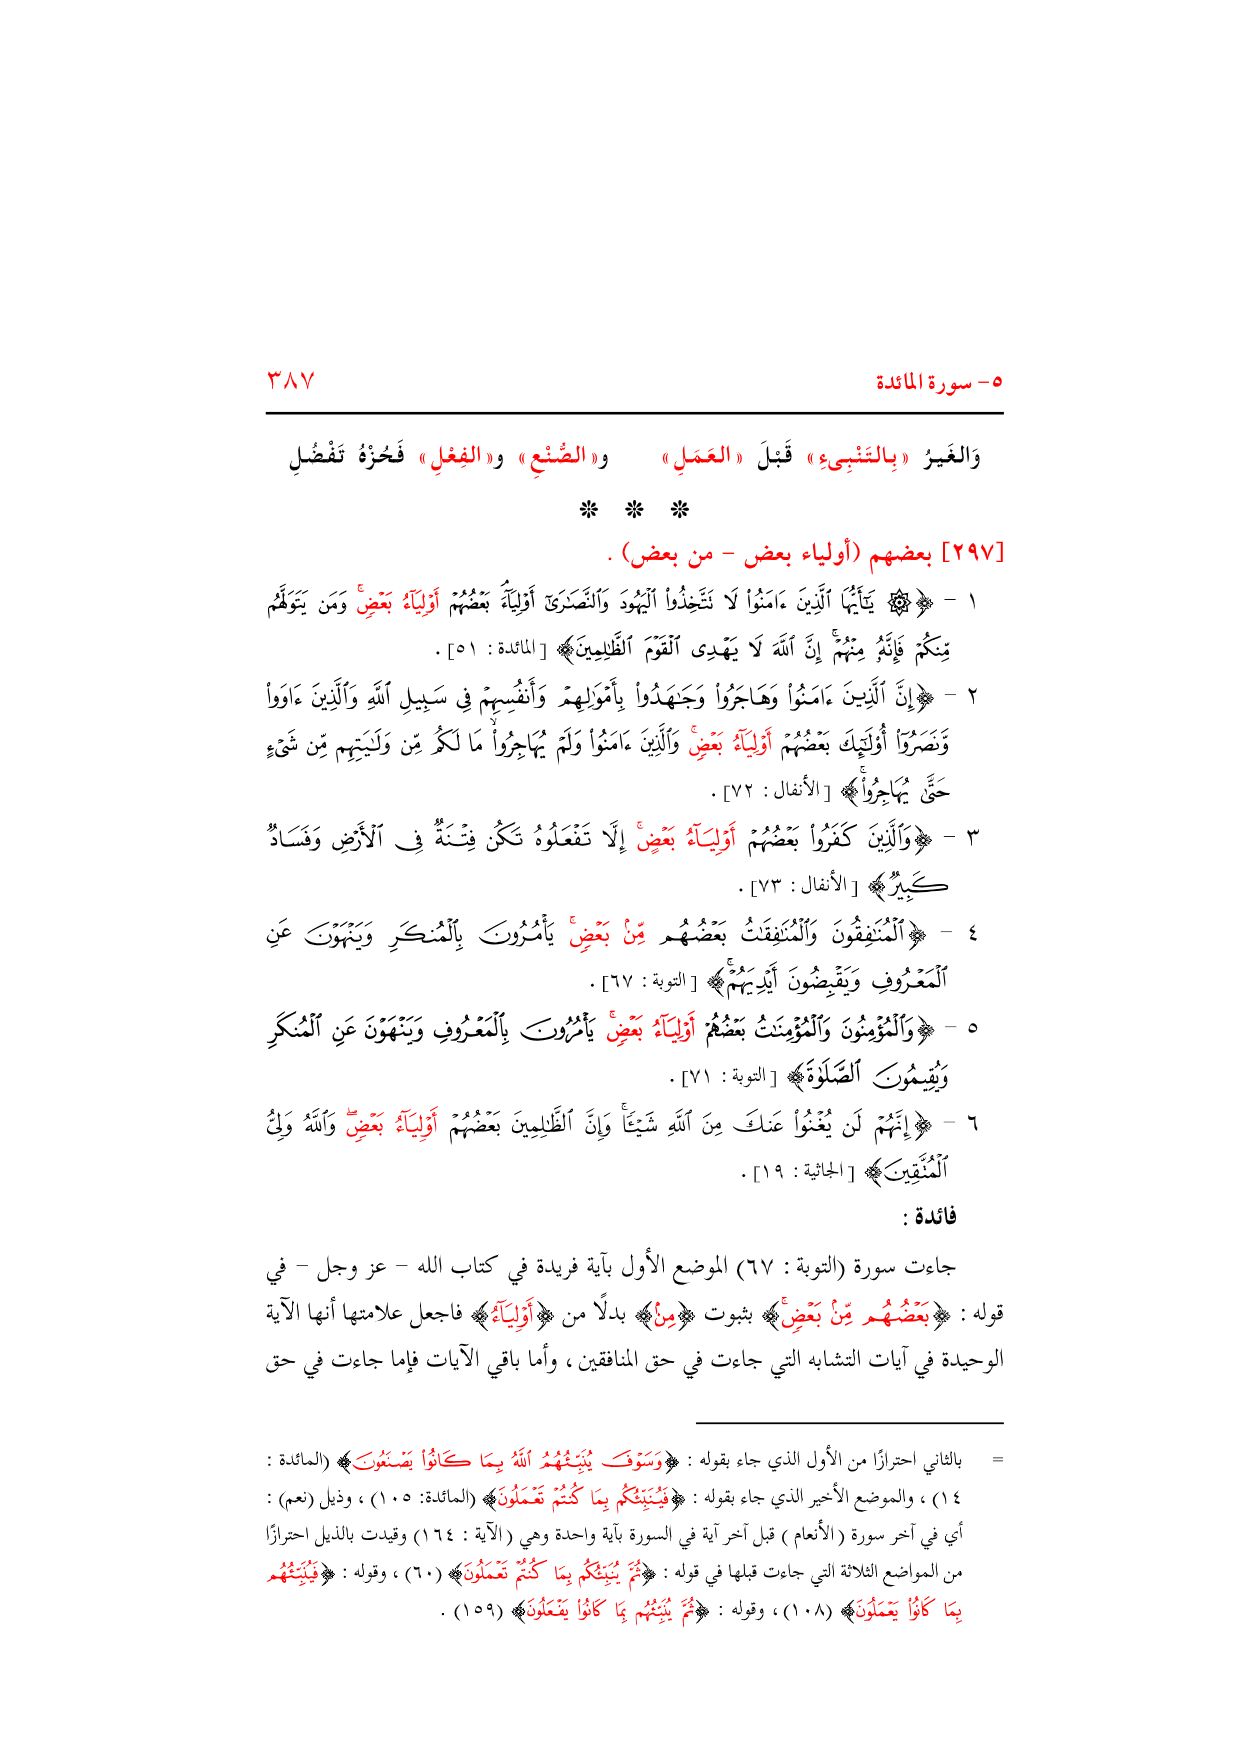 ٥- سورة المائدة ٣٨٧
وَالغَيرُ «بِالتَنْبِىءِ» قَبْلَ «العَمَلِ» و«الصُّنْعِ» و«الفِعْلِ» فَحُزْهُ تَفْضُلِ
❊ ❊ ❊
[٢٩٧] بعضهم (أولياء بعض – من بعض) .
١ – ﴿۞ يَٰٓأَيُّهَا ٱلَّذِينَ ءَامَنُوا۟ لَا تَتَّخِذُوا۟ ٱلْيَهُودَ وَٱلنَّصَٰرَىٰٓ أَوْلِيَآءَ ۘ بَعْضُهُمْ أَوْلِيَآءُ بَعْضٍ ۚ وَمَن يَتَوَلَّهُم
مِّنكُمْ فَإِنَّهُۥ مِنْهُمْ ۗ إِنَّ ٱللَّهَ لَا يَهْدِى ٱلْقَوْمَ ٱلظَّٰلِمِينَ﴾ [المائدة : ٥١] .
٢ – ﴿إِنَّ ٱلَّذِينَ ءَامَنُوا۟ وَهَاجَرُوا۟ وَجَٰهَدُوا۟ بِأَمْوَٰلِهِمْ وَأَنفُسِهِمْ فِى سَبِيلِ ٱللَّهِ وَٱلَّذِينَ ءَاوَوا۟
وَّنَصَرُوٓا۟ أُو۟لَٰٓئِكَ بَعْضُهُمْ أَوْلِيَآءُ بَعْضٍ ۚ وَٱلَّذِينَ ءَامَنُوا۟ وَلَمْ يُهَاجِرُوا۟ مَا لَكُم مِّن وَلَٰيَتِهِم مِّن شَىْءٍ
حَتَّىٰ يُهَاجِرُوا۟ ۚ﴾ [الأنفال : ٧٢] .
٣ – ﴿وَٱلَّذِينَ كَفَرُوا۟ بَعْضُهُمْ أَوْلِيَآءُ بَعْضٍ ۚ إِلَّا تَفْعَلُوهُ تَكُن فِتْنَةٌ فِى ٱلْأَرْضِ وَفَسَادٌ
كَبِيرٌ﴾ [الأنفال : ٧٣] .
٤ – ﴿ٱلْمُنَٰفِقُونَ وَٱلْمُنَٰفِقَٰتُ بَعْضُهُم مِّنۢ بَعْضٍ ۚ يَأْمُرُونَ بِٱلْمُنكَرِ وَيَنْهَوْنَ عَنِ
ٱلْمَعْرُوفِ وَيَقْبِضُونَ أَيْدِيَهُمْ ۚ﴾ [التوبة : ٦٧] .
٥ – ﴿وَٱلْمُؤْمِنُونَ وَٱلْمُؤْمِنَٰتُ بَعْضُهُمْ أَوْلِيَآءُ بَعْضٍ ۚ يَأْمُرُونَ بِٱلْمَعْرُوفِ وَيَنْهَوْنَ عَنِ ٱلْمُنكَرِ
وَيُقِيمُونَ ٱلصَّلَوٰةَ﴾ [التوبة : ٧١] .
٦ – ﴿إِنَّهُمْ لَن يُغْنُوا۟ عَنكَ مِنَ ٱللَّهِ شَيْـًٔا ۚ وَإِنَّ ٱلظَّٰلِمِينَ بَعْضُهُمْ أَوْلِيَآءُ بَعْضٍ ۖ وَٱللَّهُ وَلِىُّ
ٱلْمُتَّقِينَ﴾ [الجاثية : ١٩] .
فائدة :
جاءت سورة (التوبة : ٦٧) الموضع الأول بآية فريدة في كتاب الله – عز وجل – في
قوله : ﴿بَعْضُهُم مِّنۢ بَعْضٍ ۚ﴾ بثبوت ﴿مِنۢ﴾ بدلًا من ﴿أَوْلِيَآءُ﴾ فاجعل علامتها أنها الآية
الوحيدة في آيات التشابه التي جاءت في حق المنافقين ، وأما باقي الآيات فإما جاءت في حق
= بالثاني احترازًا من الأول الذي جاء بقوله : ﴿وَسَوْفَ يُنَبِّئُهُمُ ٱللَّهُ بِمَا كَانُوا۟ يَصْنَعُونَ﴾ (المائدة :
١٤) ، والموضع الأخير الذي جاء بقوله : ﴿فَيُنَبِّئُكُم بِمَا كُنتُمْ تَعْمَلُونَ﴾ (المائدة: ١٠٥) ، وذيل (نعم) :
أي في آخر سورة (الأنعام) قبل آخر آية في السورة بآية واحدة وهي (الآية : ١٦٤) وقيدت بالذيل احترازًا
من المواضع الثلاثة التي جاءت قبلها في قوله : ﴿ثُمَّ يُنَبِّئُكُم بِمَا كُنتُمْ تَعْمَلُونَ﴾ (٦٠) ، وقوله : ﴿فَيُنَبِّئُهُم
بِمَا كَانُوا۟ يَعْمَلُونَ﴾ (١٠٨) ، وقوله : ﴿ثُمَّ يُنَبِّئُهُم بِمَا كَانُوا۟ يَفْعَلُونَ﴾ (١٥٩) .